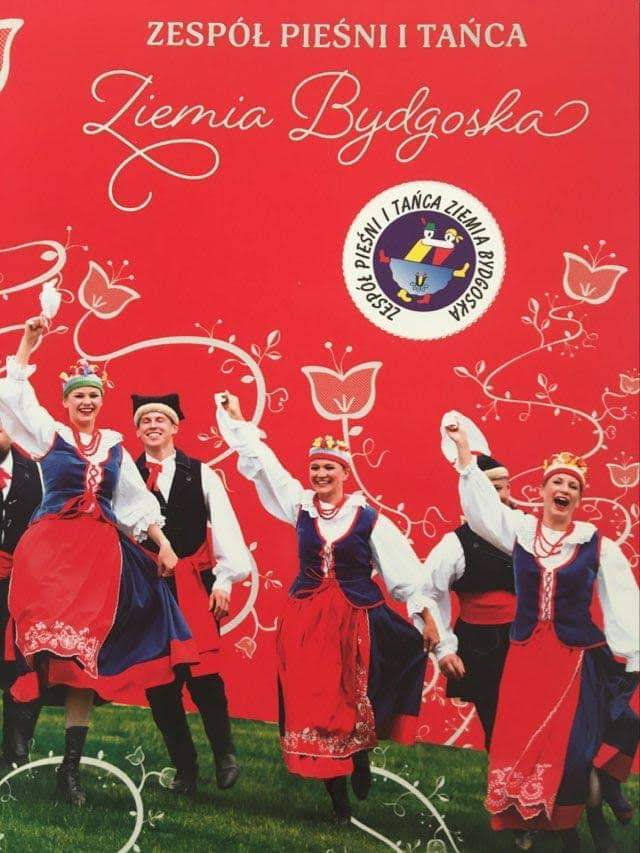 ZESPÓŁ PIEŚNI I TAŃCA
Ziemia Bydgoska
ZESPÓŁ PIEŚNI I TAŃCA ZIEMIA BYDGOSKA